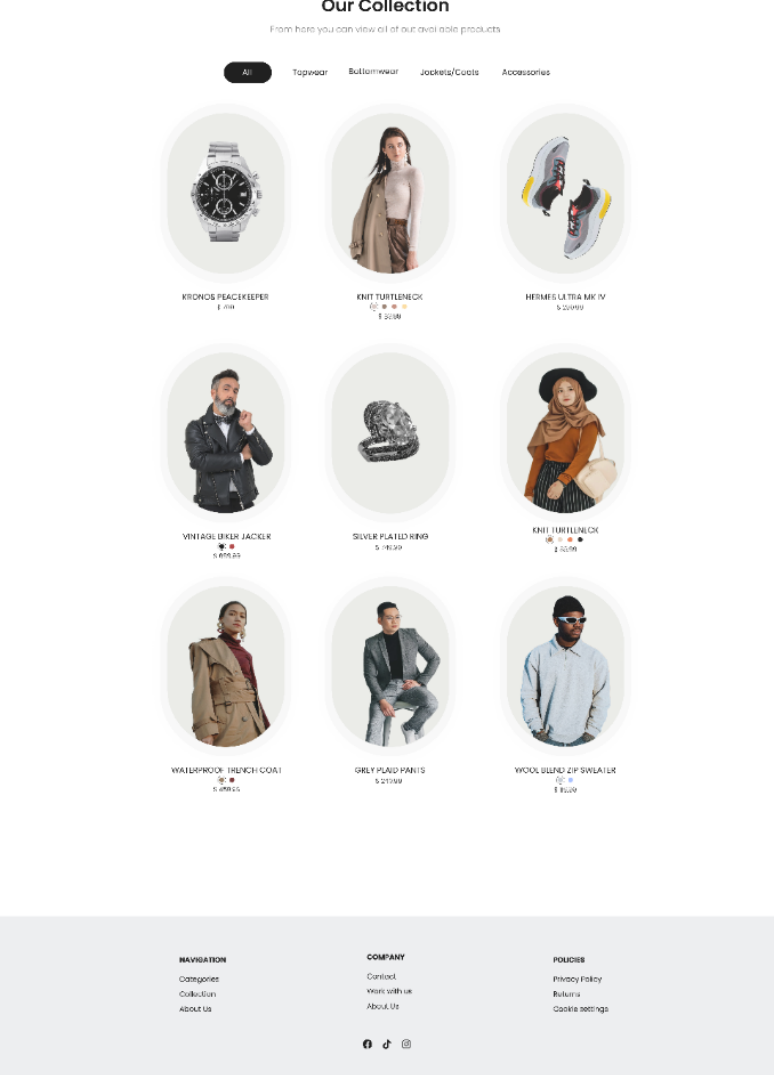 Our Collection
From here you can view all of out available products
All Topwear Bottomwear Jackets/Coats Accessories
KRONOS PEACEKEEPER KNIT TURTLENECK HERMES ULTRA MK IV
$
$
$
VINTAGE BIKER JACKER SILVER PLATED RING KNIT TURTLENECK
$
$
$
WATERPROOF TRENCH COAT GREY PLAID PANTS WOOL BLEND ZIP SWEATER
$
$
$
NAVIGATION
Categories
Collection
About Us
COMPANY
Contact
Work with us
About Us
POLICIES
Privacy Policy
Returns
Cookie settings